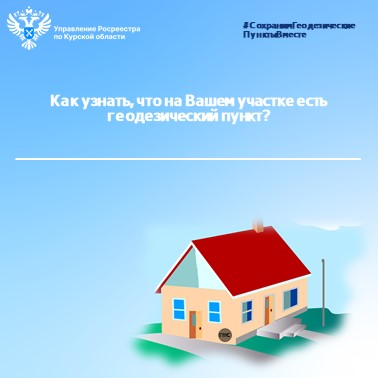 Управление Росреестра
по Курской области
#СохранимГеодезические
ПунктыВместе
Как узнать, что на Вашем участке есть
геодезический пункт?